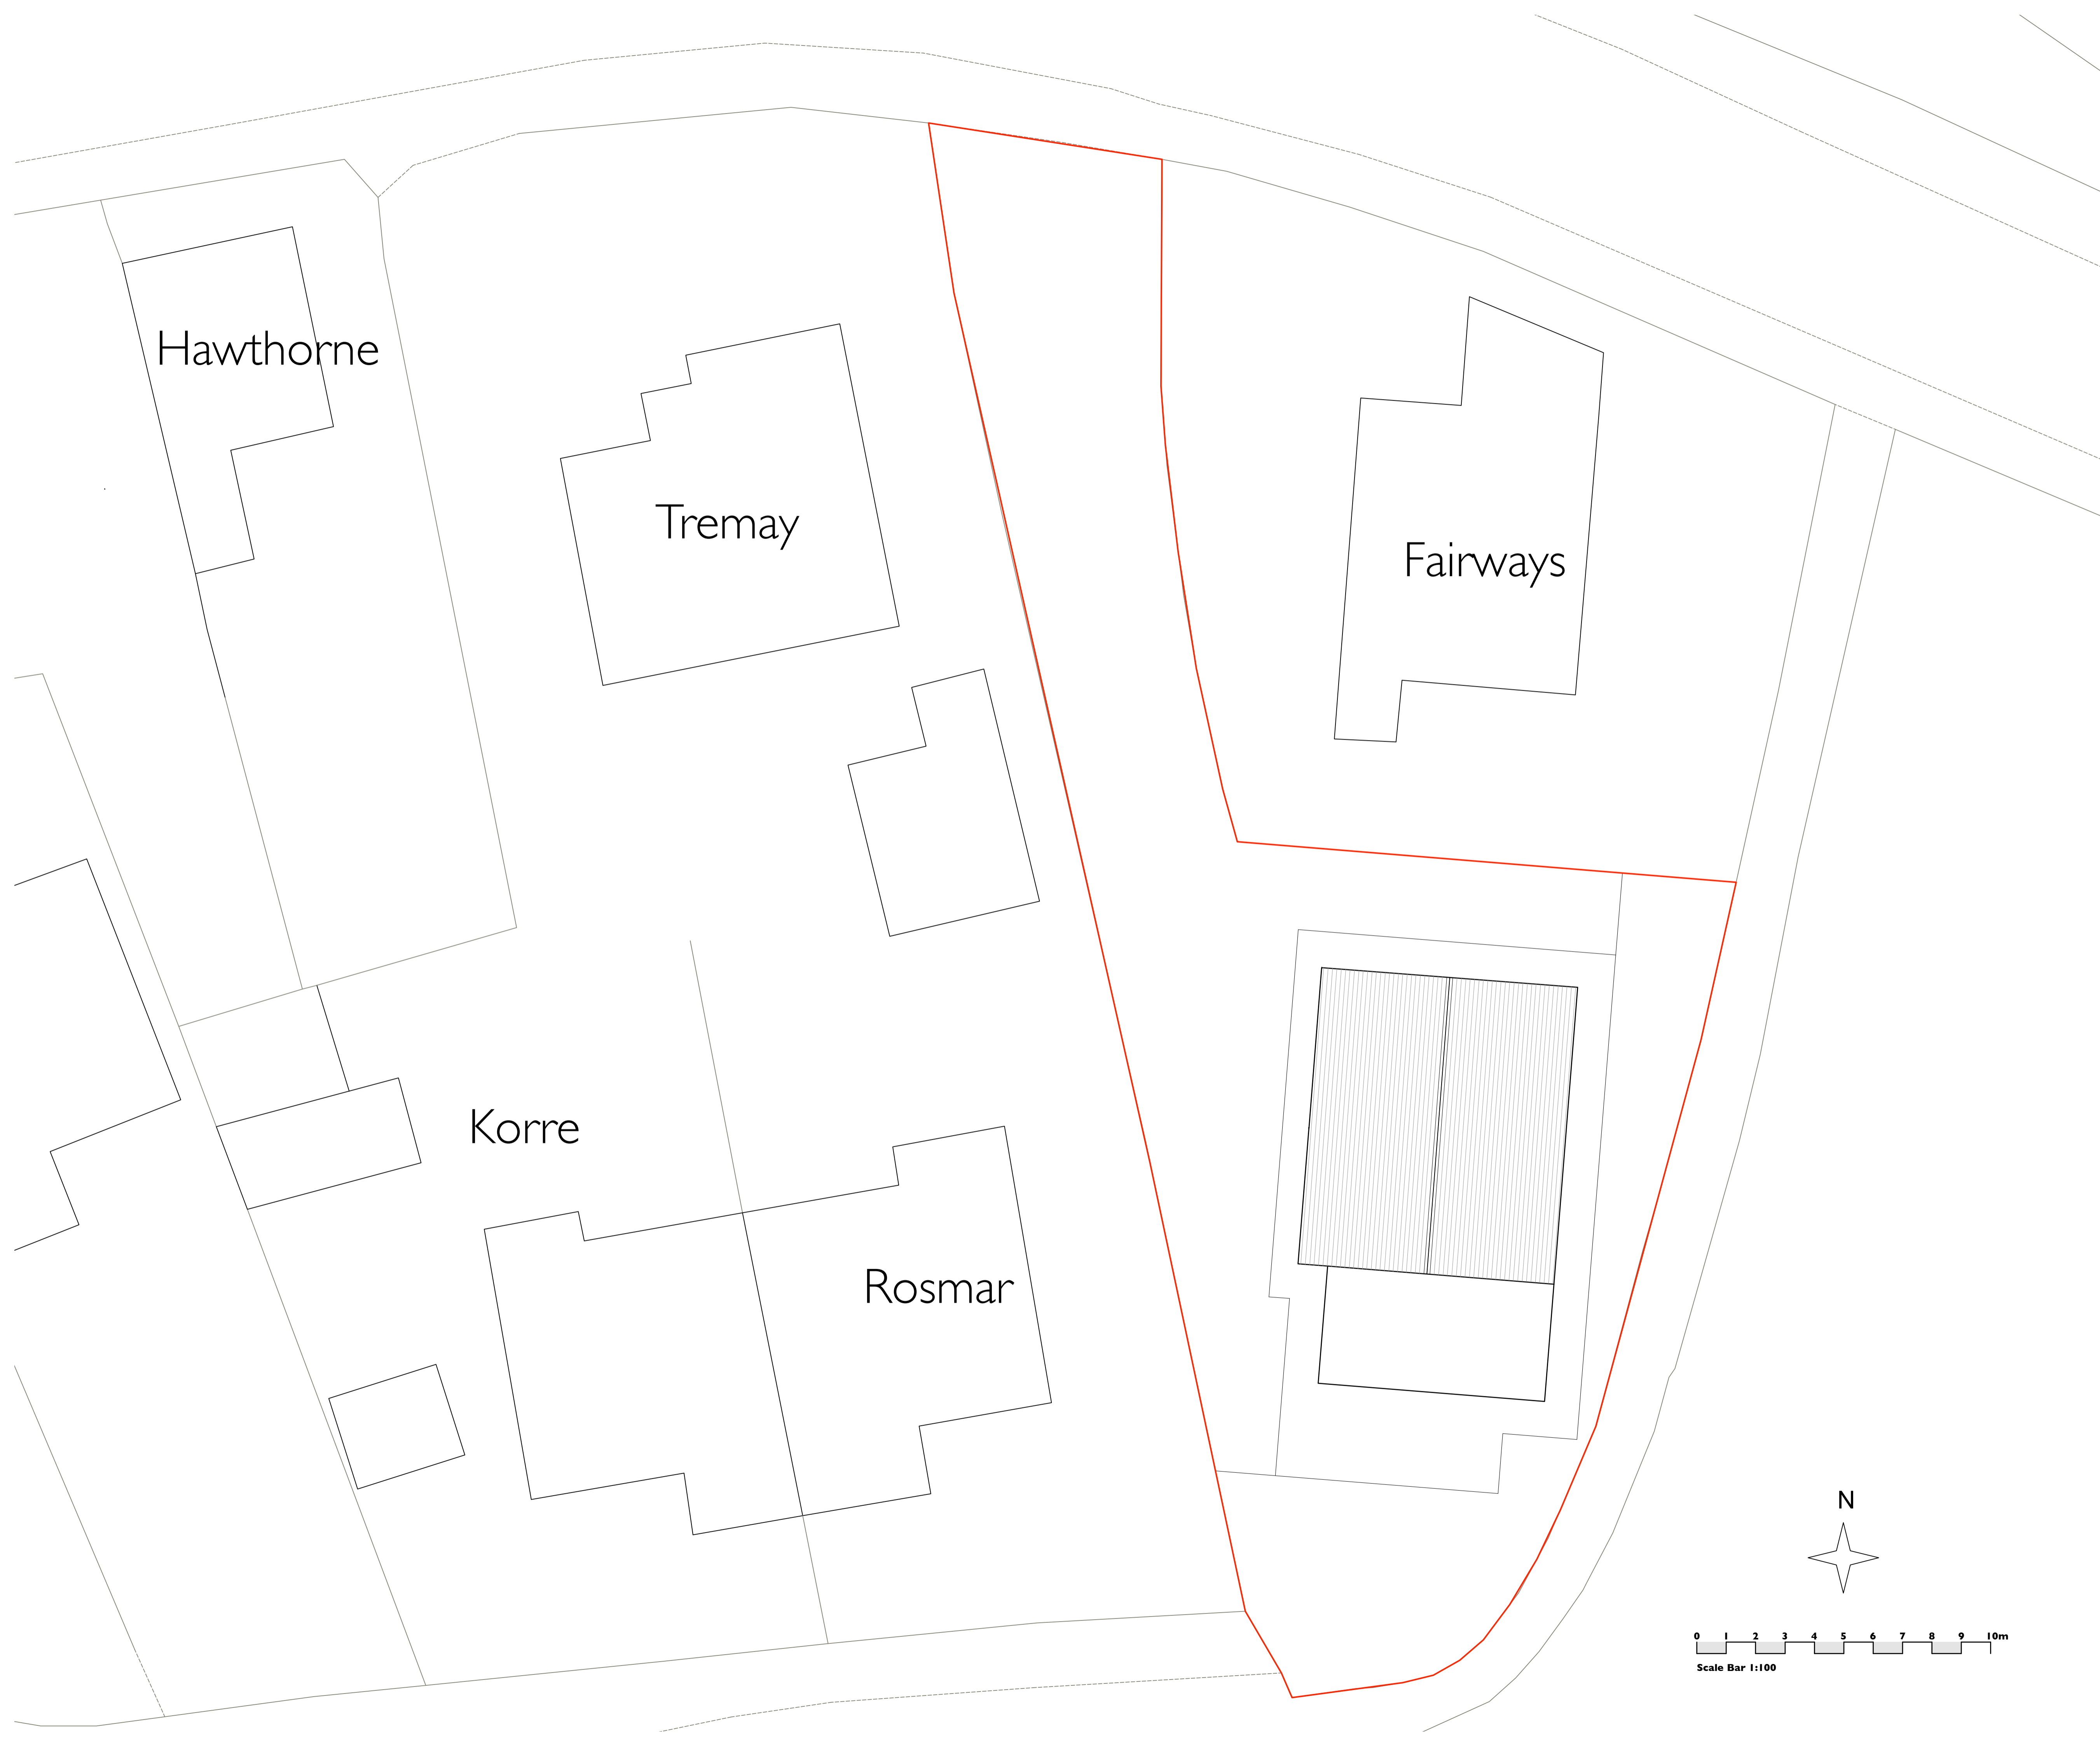 Hawthorne
Tremay
Fairways
Korre
Rosmar
N
0 1 2 3 4 5 6 7 8 9 10m
Scale Bar 1:100